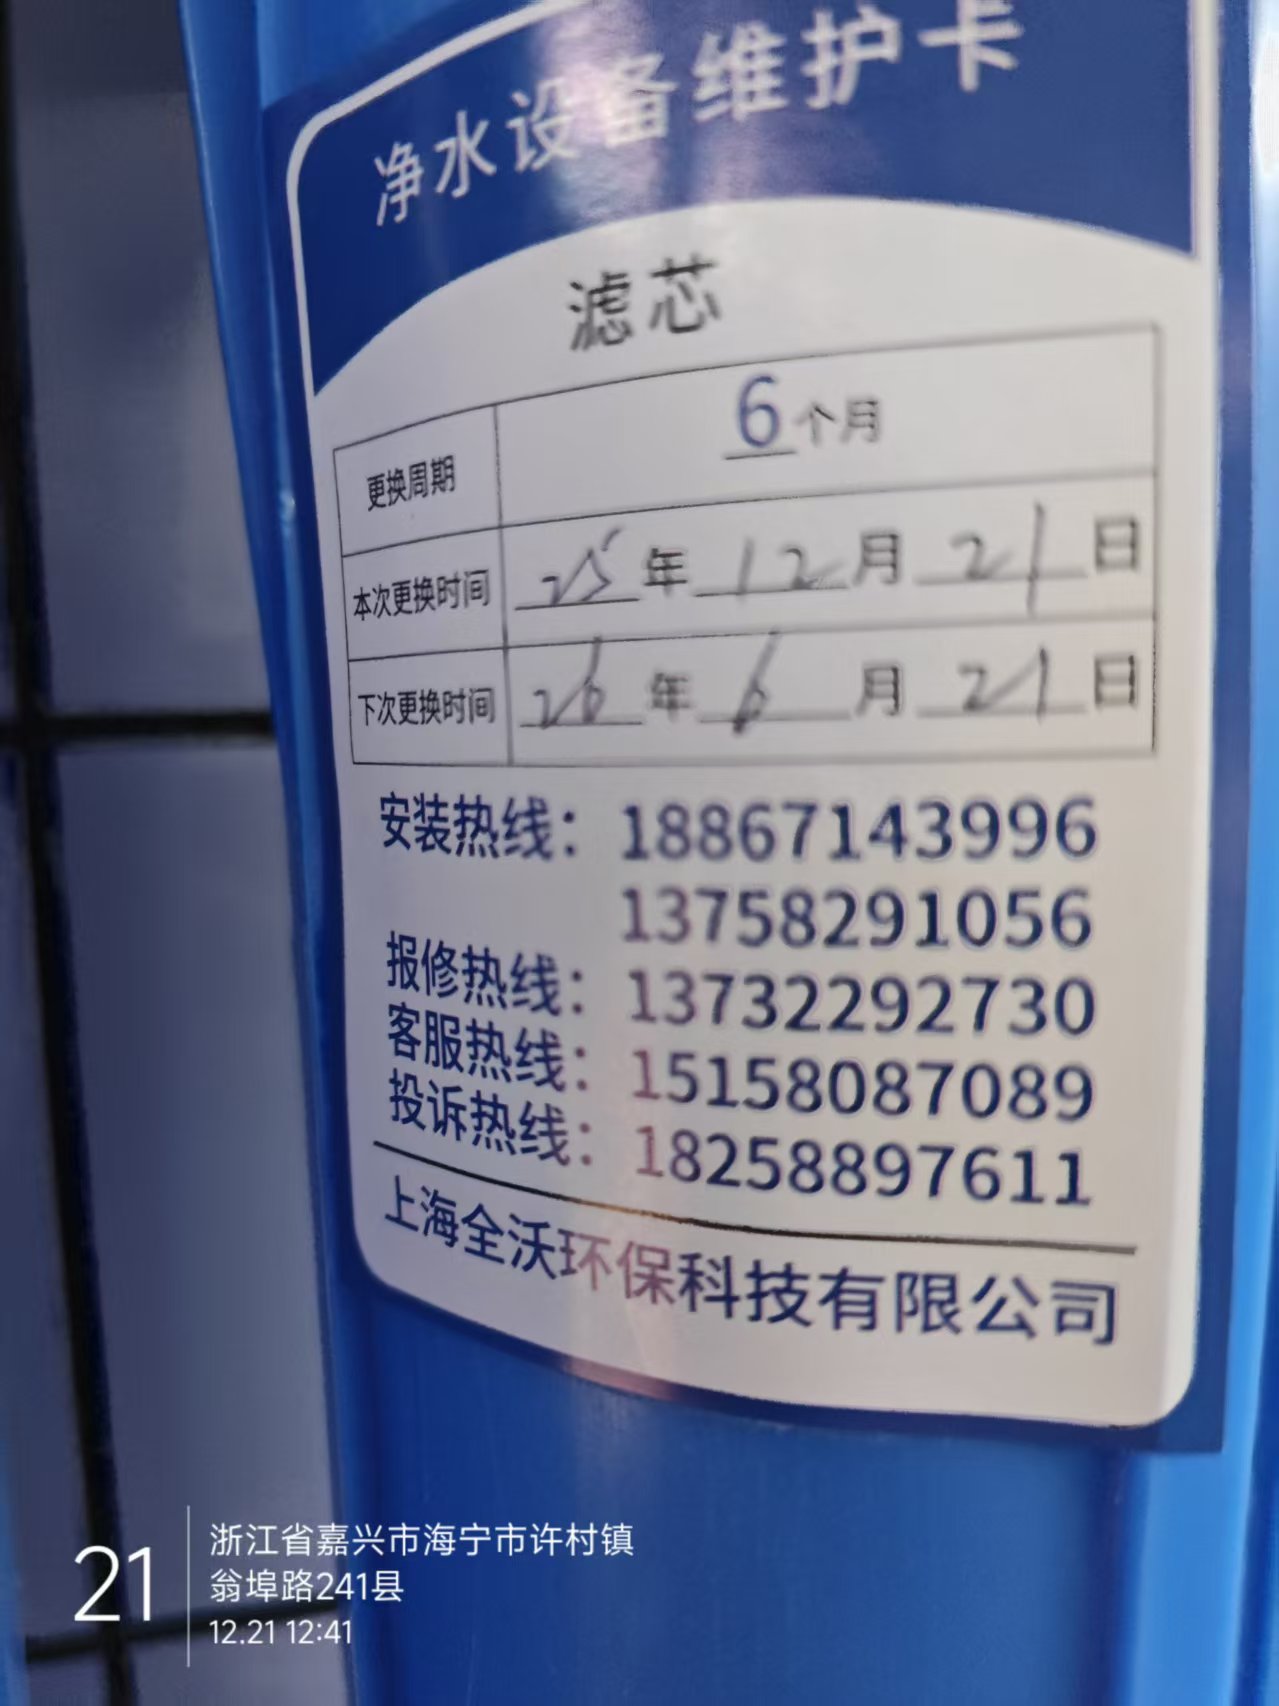 净水设备维护卡
滤芯
更换周期 6个月
本次更换时间 25年12月21日
下次更换时间 26年6月21日
安装热线：18867143996
13758291056
报修热线：13732292730
客服热线：15158087089
投诉热线：18258897611
上海全沃环保科技有限公司
21
浙江省嘉兴市海宁市许村镇
翁埠路241县
12.21 12:41